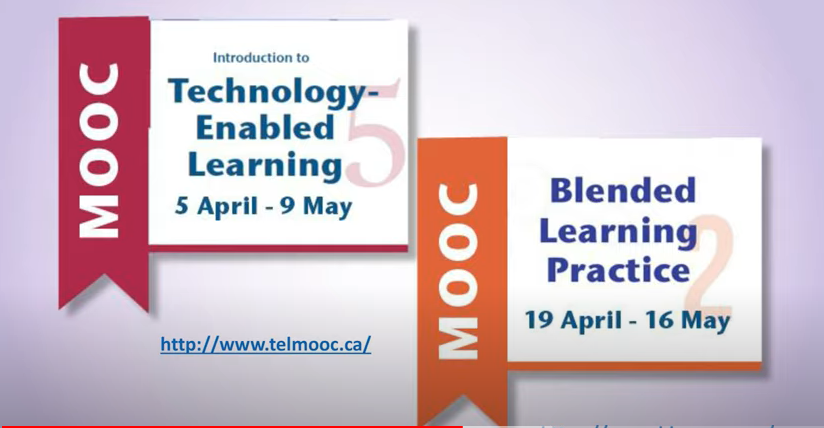 MOOC
Introduction to
Technology-
Enabled
Learning
5
5 April - 9 May
http://www.telmooc.ca/
MOOC
Blended
Learning
Practice
2
19 April - 16 May